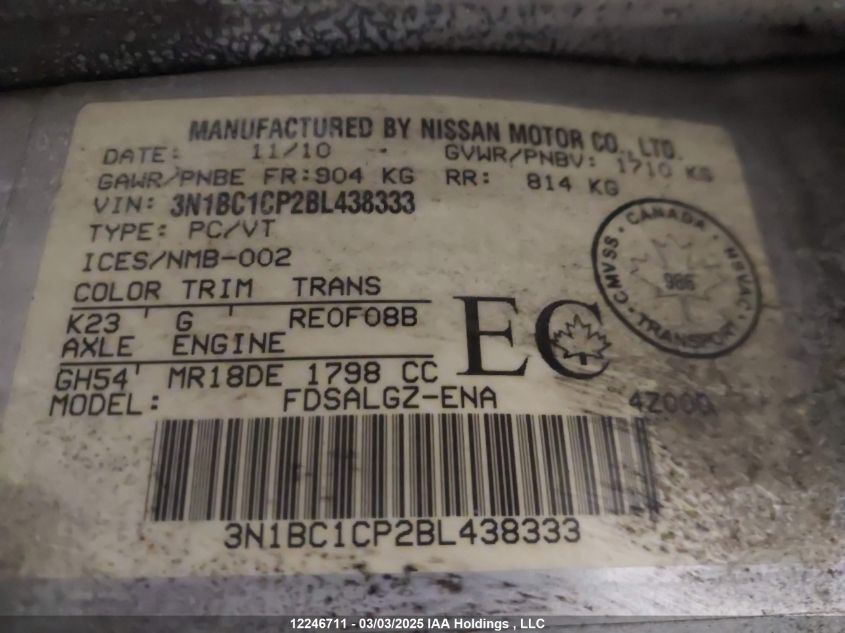 MANUFACTURED BY NISSAN MOTOR CO., LTD.
DATE: 11/10 GVWR/PNBV: 1710 KG
GAWR/PNBE FR: 904 KG RR: 814 KG
VIN: 3N1BC1CP2BL438333
TYPE: PC/VT
ICES/NMB-002
COLOR TRIM TRANS
K23 ' G ' RE0F08B
AXLE ENGINE
GH54' MR18DE 1798 CC
MODEL: FDSALGZ-ENA 4Z000
EC
CANADA
CMVSS NSVAC
986
TRANSPORT
3N1BC1CP2BL438333
12246711 - 03/03/2025 IAA Holdings , LLC